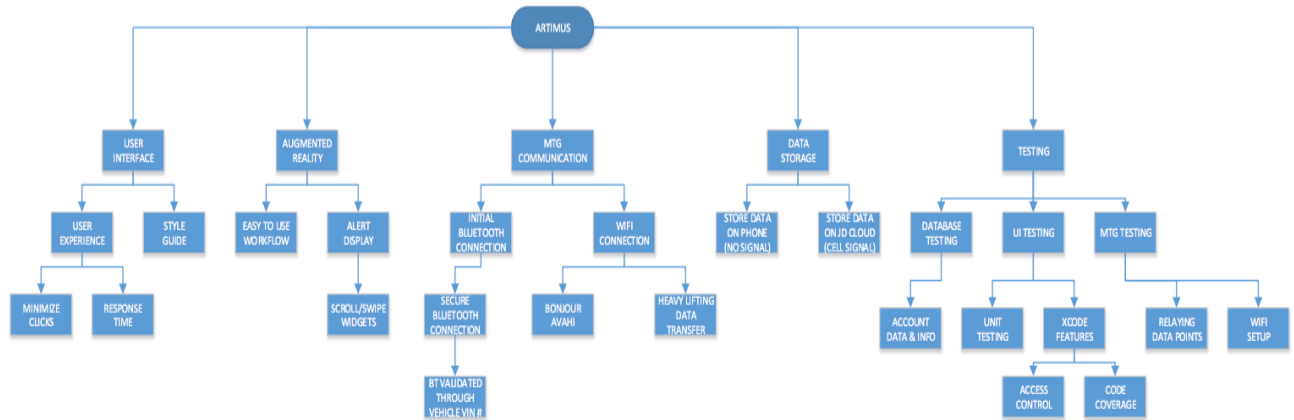 ARTIMUS
USER
INTERFACE
AUGMENTED
REALITY
MTG
COMMUNICATION
DATA
STORAGE
TESTING
USER
EXPERIENCE
STYLE
GUIDE
EASY TO USE
WORKFLOW
ALERT
DISPLAY
INITIAL
BLUETOOTH
CONNECTION
WIFI
CONNECTION
STORE DATA
ON PHONE
(NO SIGNAL)
STORE DATA
ON JD CLOUD
(CELL SIGNAL)
DATABASE
TESTING
UI TESTING
MTG TESTING
MINIMIZE
CLICKS
RESPONSE
TIME
SCROLL/SWIPE
WIDGETS
SECURE
BLUETOOTH
CONNECTION
BONJOUR
AVAHI
HEAVY LIFTING
DATA
TRANSFER
ACCOUNT
DATA & INFO
UNIT
TESTING
XCODE
FEATURES
RELAYING
DATA POINTS
WIFI
SETUP
BT VALIDATED
THROUGH
VEHICLE VIN #
ACCESS
CONTROL
CODE
COVERAGE